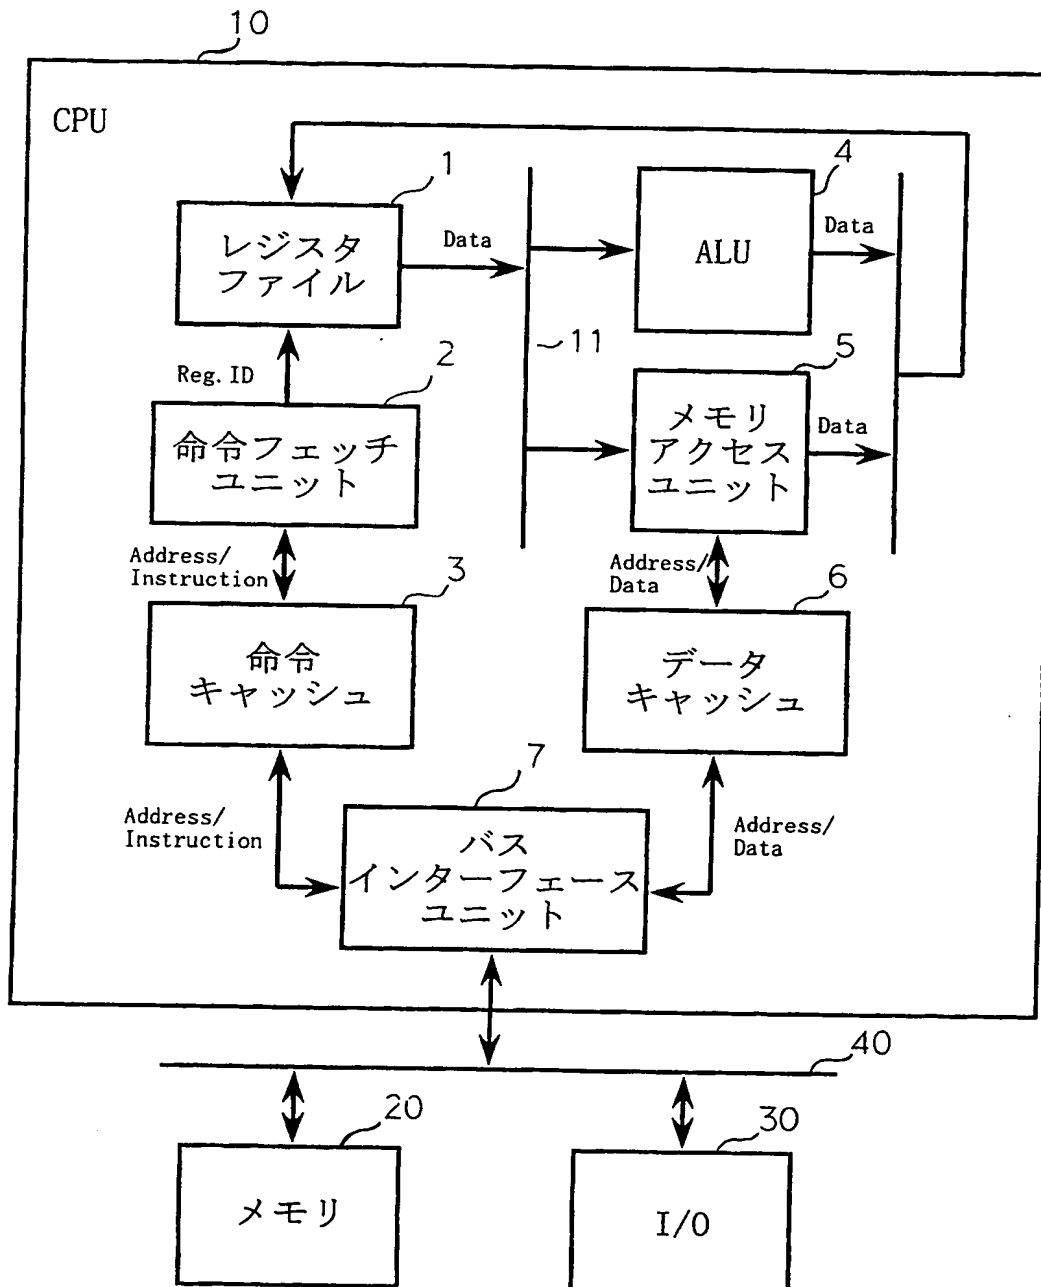 10
CPU
1
レジスタ
ファイル
Data
4
ALU
Data
11
Reg. ID
2
命令フェッチ
ユニット
5
メモリ
アクセス
ユニット
Data
Address/
Instruction
3
命令
キャッシュ
Address/
Data
6
データ
キャッシュ
Address/
Instruction
7
バス
インターフェース
ユニット
Address/
Data
40
20
メモリ
30
I/O